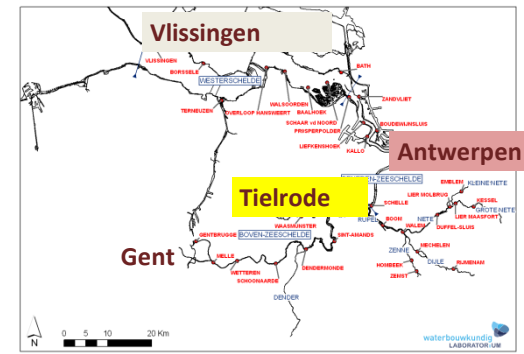 Vlissingen
VLISSINGEN
BORSSELE
BATH
WESTERSCHELDE
TERNEUZEN
OVERLOOP HANSWEERT
WALSOORDEN
BAALHOEK
SCHAAR vd NOORD
PRISPERPOLDER
LIEFKENSHOEK
ZANDVLIET
BOUDEWIJNSLUIS
KALLO
Antwerpen
Tielrode
EMBLEM
KLEINE NETE
LIER MOLBRUG
KESSEL
SCHELLE
GROTE NETE
RUPEL
BOOM
NETE
LIER MAASFORT
WALEM
DUFFEL-SLUIS
WAASMUNSTER
GENTBRUGGE
BOVEN-ZEESCHELDE
SINT-AMANDS
ZENNE
MECHELEN
Gent
MELLE
WETTEREN
SCHOONAARDE
DENDERMONDE
HOMBEEK
DIJLE
RIJMENAM
ZEMST
DENDER
N
0 5 10 20 Km
waterbouwkundig
LABORATORIUM